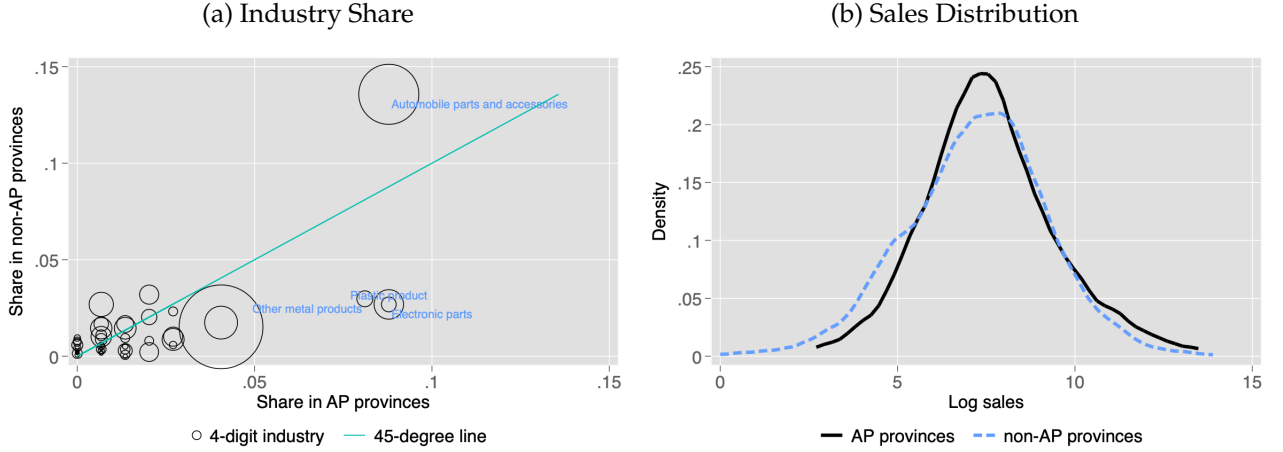 (a) Industry Share
Share in non-AP provinces
.15
.1
.05
0
Automobile parts and accessories
Plastic product
Other metal products
Electronic parts
0
.05
.1
.15
Share in AP provinces
4-digit industry
45-degree line
(b) Sales Distribution
Density
.25
.2
.15
.1
.05
0
0
5
10
15
Log sales
AP provinces
non-AP provinces